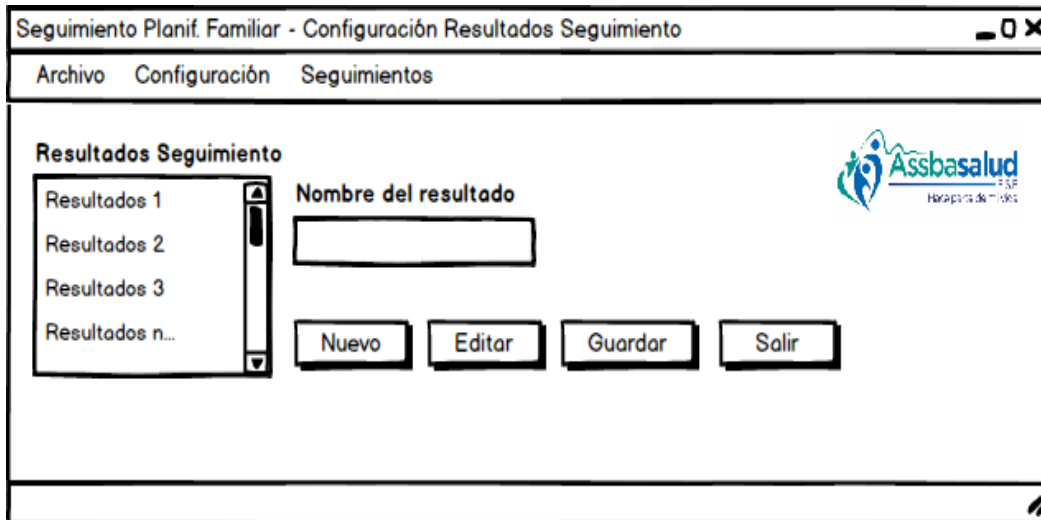 Seguimiento Planif. Familiar - Configuración Resultados Seguimiento
Archivo Configuración Seguimientos
Resultados Seguimiento
Resultados 1
Resultados 2
Resultados 3
Resultados n...
Nombre del resultado
Nuevo Editar Guardar Salir
Assbasalud
E.S.E